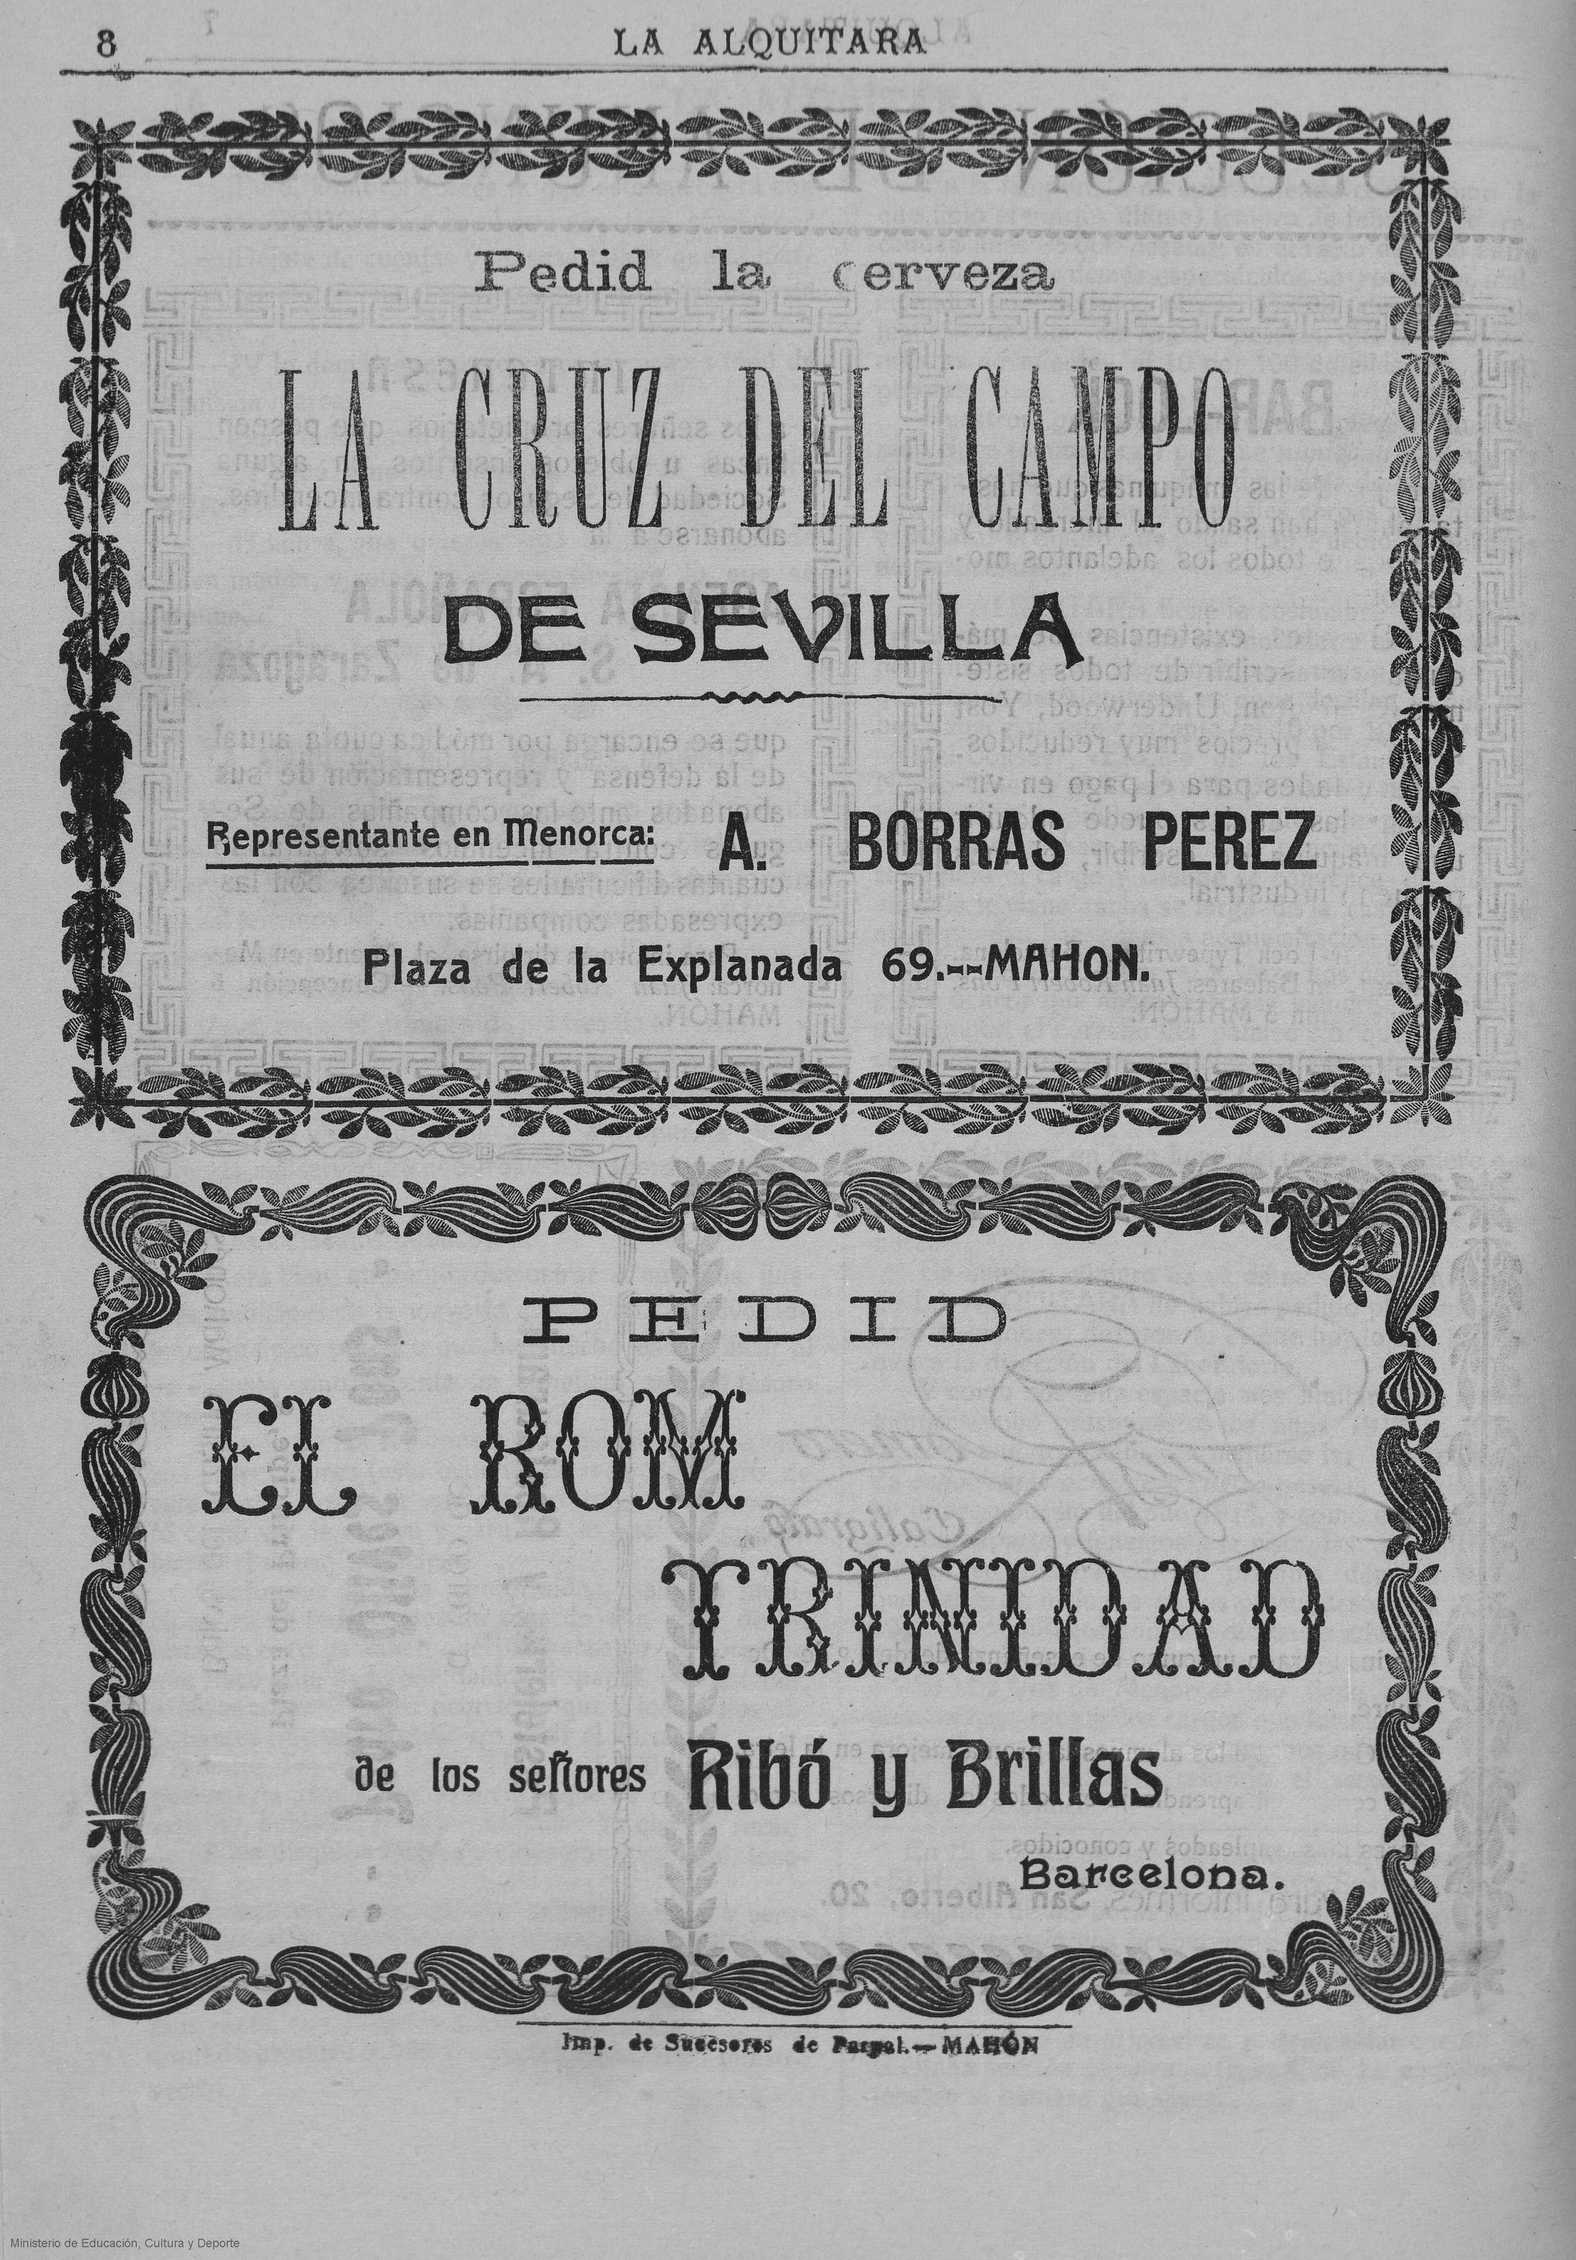 8 LA ALQUITARA
Pedid la cerveza
LA CRUZ DEL CAMPO
DE SEVILLA
Representante en Menorca: A. BORRAS PEREZ
Plaza de la Explanada 69.--MAHON.
PEDID
EL ROM
TRINIDAD
de los señores Ribó y Brillas
Barcelona.
Imp. de Sucesores de Parpal.—MAHÓN
Ministerio de Educación, Cultura y Deporte